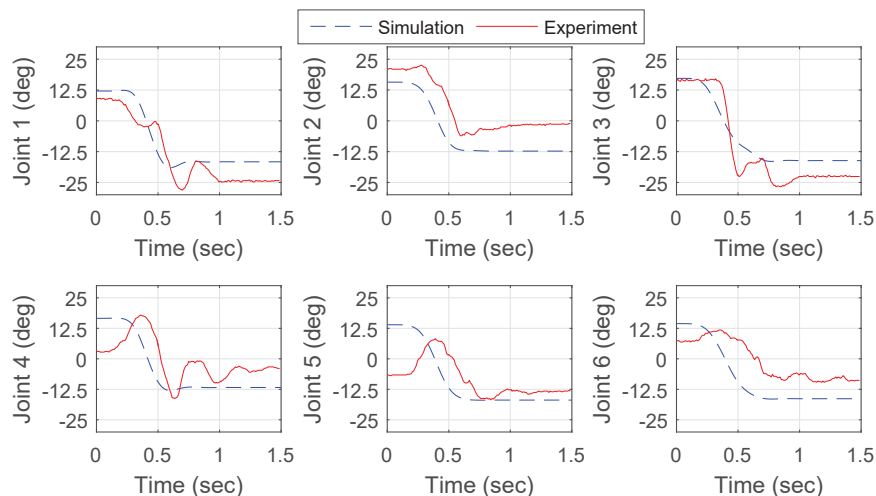 Simulation Experiment
Joint 1 (deg)
25
12.5
0
-12.5
-25
0 0.5 1 1.5
Time (sec)
Joint 2 (deg)
25
12.5
0
-12.5
-25
0 0.5 1 1.5
Time (sec)
Joint 3 (deg)
25
12.5
0
-12.5
-25
0 0.5 1 1.5
Time (sec)
Joint 4 (deg)
25
12.5
0
-12.5
-25
0 0.5 1 1.5
Time (sec)
Joint 5 (deg)
25
12.5
0
-12.5
-25
0 0.5 1 1.5
Time (sec)
Joint 6 (deg)
25
12.5
0
-12.5
-25
0 0.5 1 1.5
Time (sec)